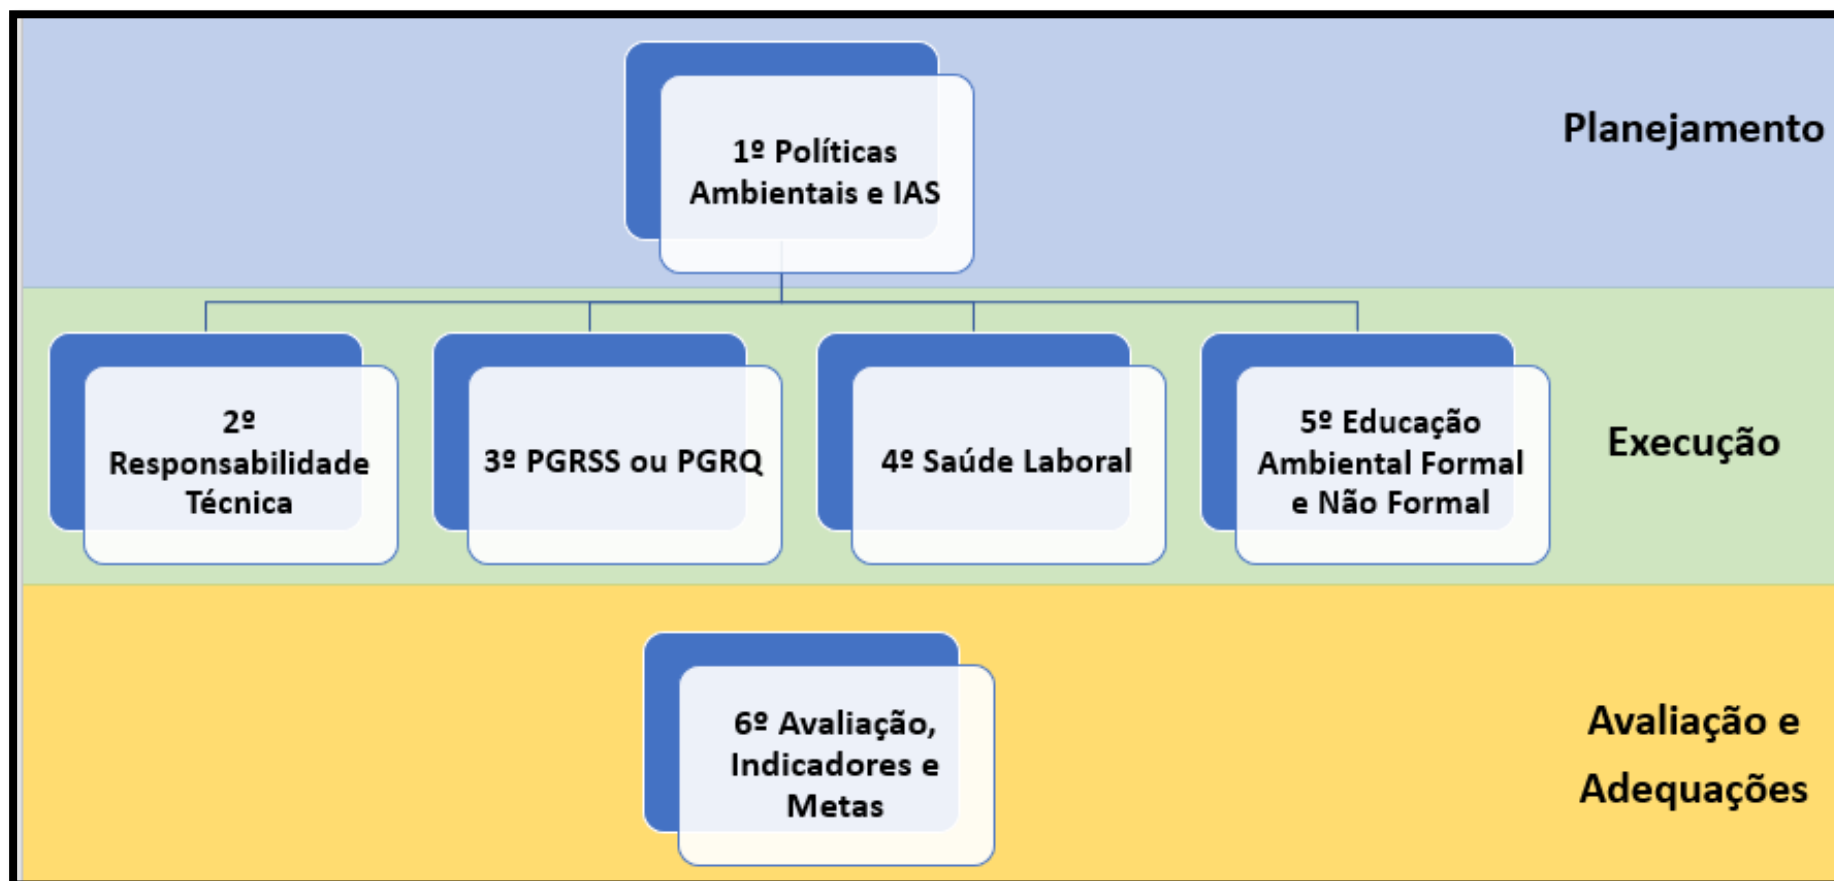 Planejamento
1º Políticas
Ambientais e IAS
2º
Responsabilidade
Técnica
3º PGRSS ou PGRQ
4º Saúde Laboral
5º Educação
Ambiental Formal
e Não Formal
Execução
6º Avaliação,
Indicadores e
Metas
Avaliação e
Adequações